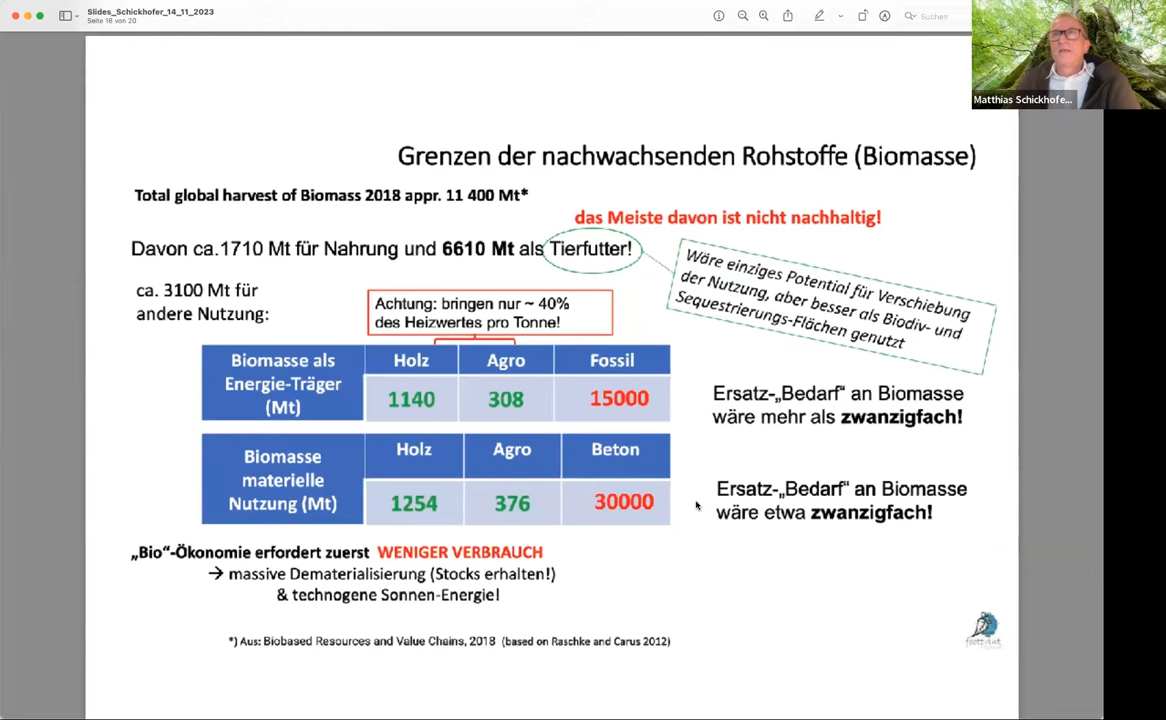 Slides_Schickhofer_14_11_2023
Seite 18 von 20
Suchen
Matthias Schickhofe...
Grenzen der nachwachsenden Rohstoffe (Biomasse)
Total global harvest of Biomass 2018 appr. 11 400 Mt*
das Meiste davon ist nicht nachhaltig!
Davon ca.1710 Mt für Nahrung und 6610 Mt als Tierfutter!
Wäre einziges Potential für Verschiebung
der Nutzung, aber besser als Biodiv- und
Sequestrierungs-Flächen genutzt
ca. 3100 Mt für
andere Nutzung:
Achtung: bringen nur ~ 40%
des Heizwertes pro Tonne!
Biomasse als
Energie-Träger
(Mt)
Holz Agro Fossil
1140 308 15000
Ersatz-„Bedarf“ an Biomasse
wäre mehr als zwanzigfach!
Biomasse
materielle
Nutzung (Mt)
Holz Agro Beton
1254 376 30000
Ersatz-„Bedarf“ an Biomasse
wäre etwa zwanzigfach!
„Bio“-Ökonomie erfordert zuerst WENIGER VERBRAUCH
→ massive Dematerialisierung (Stocks erhalten!)
& technogene Sonnen-Energie!
*) Aus: Biobased Resources and Value Chains, 2018 (based on Raschke and Carus 2012)